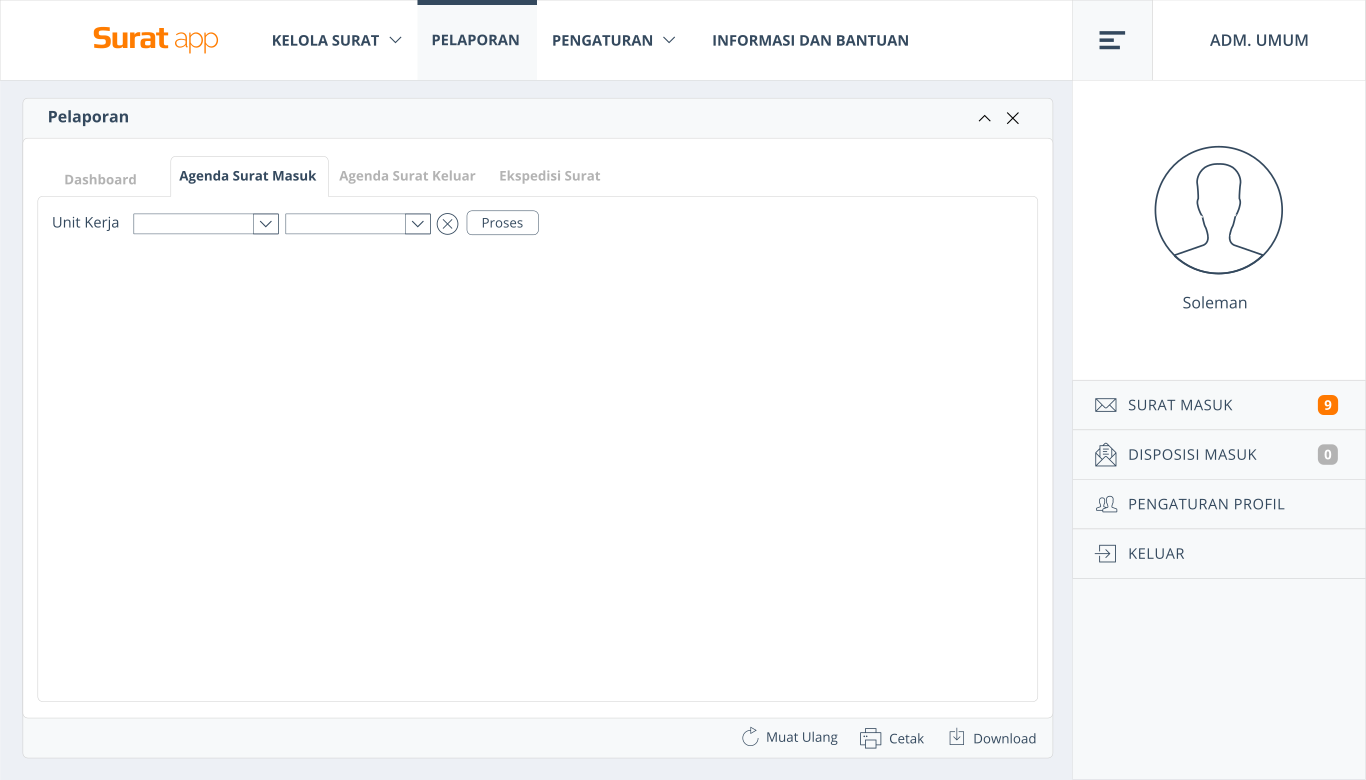 Surat app
KELOLA SURAT
PELAPORAN
PENGATURAN
INFORMASI DAN BANTUAN
ADM. UMUM
Pelaporan
Dashboard
Agenda Surat Masuk
Agenda Surat Keluar
Ekspedisi Surat
Unit Kerja
Proses
Muat Ulang
Cetak
Download
Soleman
SURAT MASUK 9
DISPOSISI MASUK 0
PENGATURAN PROFIL
KELUAR